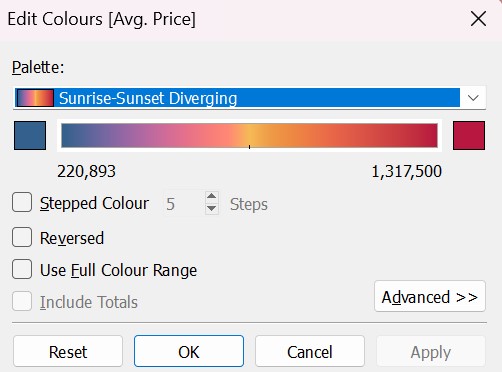 Edit Colours [Avg. Price]
Palette:
Sunrise-Sunset Diverging
220,893 1,317,500
Stepped Colour 5 Steps
Reversed
Use Full Colour Range
Include Totals
Advanced >>
Reset OK Cancel Apply